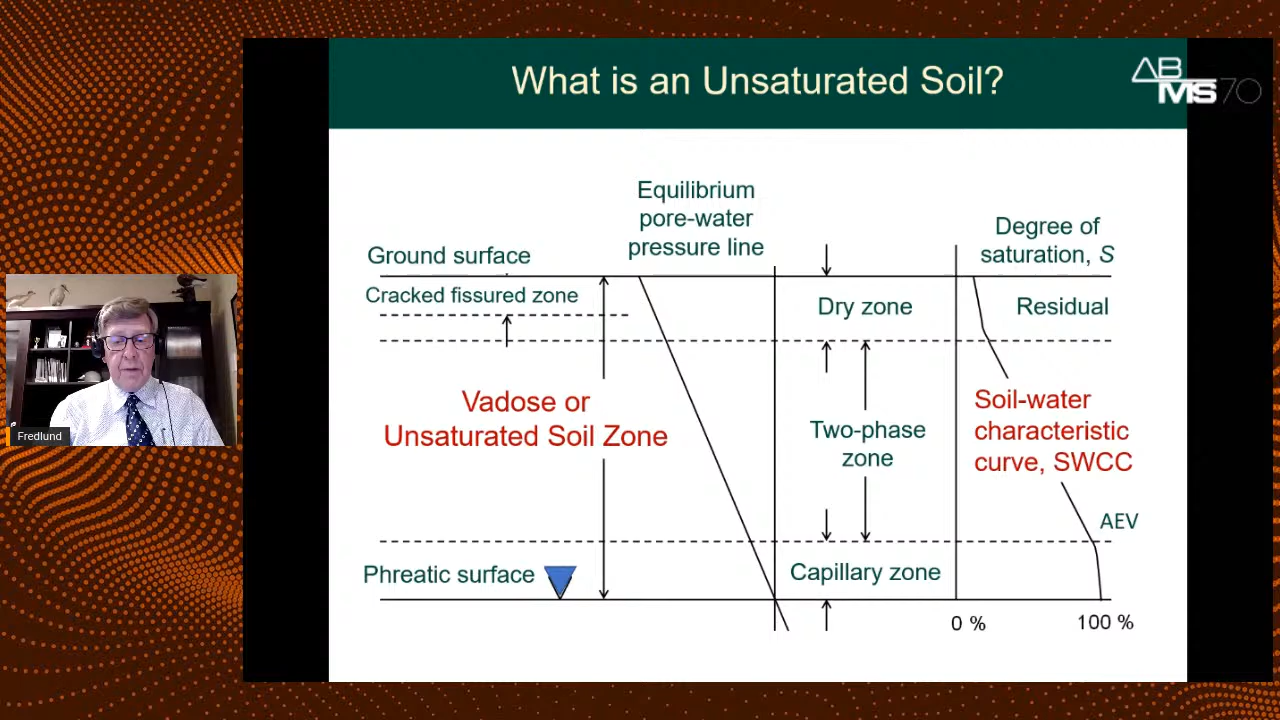 What is an Unsaturated Soil?
ABMS70
Equilibrium
pore-water
pressure line
Degree of
saturation, S
Ground surface
Cracked fissured zone
Dry zone
Residual
Vadose or
Unsaturated Soil Zone
Two-phase
zone
Soil-water
characteristic
curve, SWCC
AEV
Phreatic surface
Capillary zone
0 %
100 %
Fredlund